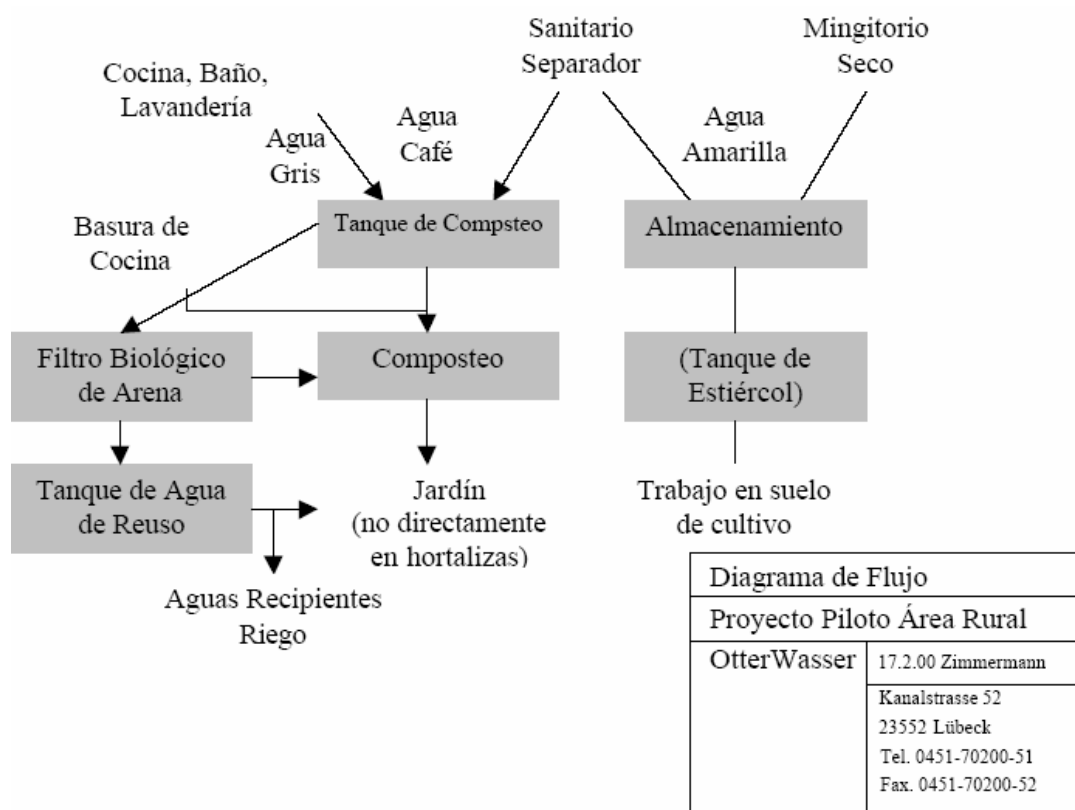 Sanitario
Separador
Mingitorio
Seco
Cocina, Baño,
Lavandería
Agua
Gris
Agua
Café
Agua
Amarilla
Tanque de Compsteo
Almacenamiento
Basura de
Cocina
Filtro Biológico
de Arena
Composteo
(Tanque de
Estiércol)
Tanque de Agua
de Reuso
Jardín
(no directamente
en hortalizas)
Trabajo en suelo
de cultivo
Aguas Recipientes
Riego
Diagrama de Flujo
Proyecto Piloto Área Rural
OtterWasser
17.2.00 Zimmermann
Kanalstrasse 52
23552 Lübeck
Tel. 0451-70200-51
Fax. 0451-70200-52